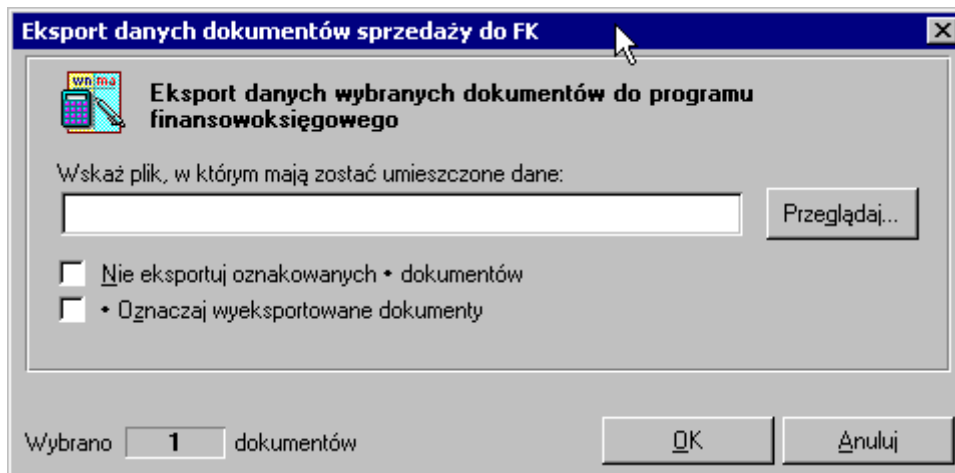 Eksport danych dokumentów sprzedaży do FK
wn ma
Eksport danych wybranych dokumentów do programu
finansowoksięgowego
Wskaż plik, w którym mają zostać umieszczone dane:
Przeglądaj...
Nie eksportuj oznakowanych • dokumentów
• Oznaczaj wyeksportowane dokumenty
Wybrano 1 dokumentów
OK
Anuluj